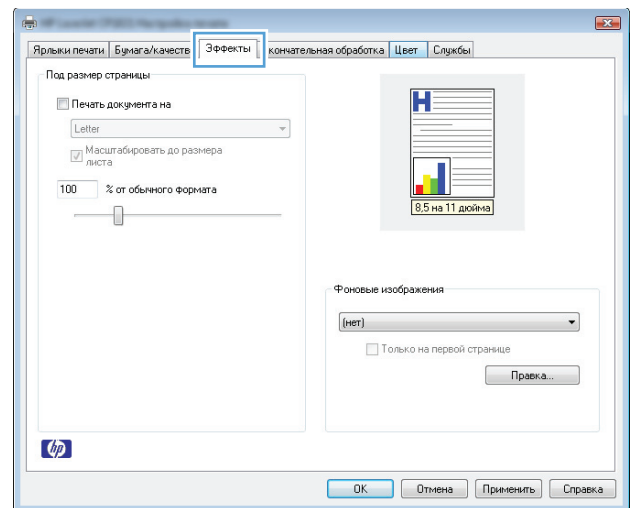 Ярлыки печати
Бумага/качеств
Эффекты
кончательная обработка
Цвет
Службы
Под размер страницы
Печать документа на
Letter
Масштабировать до размера
листа
100 % от обычного формата
H
8,5 на 11 дюйма
Фоновые изображения
(нет)
Только на первой странице
Правка...
hp
OK
Отмена
Применить
Справка